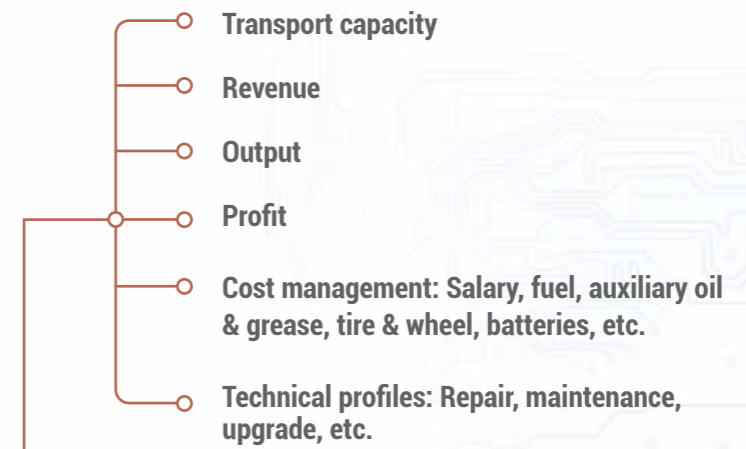 Transport capacity
Revenue
Output
Profit
Cost management: Salary, fuel, auxiliary oil
& grease, tire & wheel, batteries, etc.
Technical profiles: Repair, maintenance,
upgrade, etc.